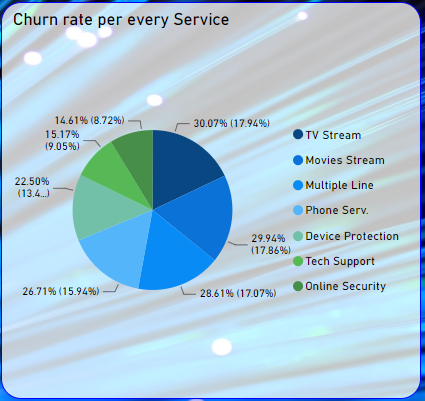 Churn rate per every Service
14.61% (8.72%)
30.07% (17.94%)
15.17%
(9.05%)
22.50%
(13.4...)
29.94%
(17.86%)
26.71% (15.94%)
28.61% (17.07%)
TV Stream
Movies Stream
Multiple Line
Phone Serv.
Device Protection
Tech Support
Online Security